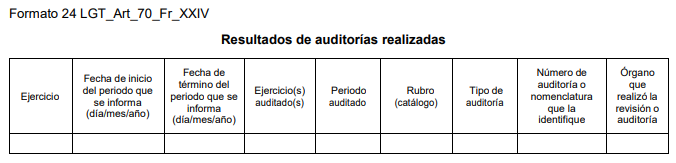 Formato 24 LGT_Art_70_Fr_XXIV
Resultados de auditorías realizadas
Ejercicio
Fecha de inicio
del periodo que
se informa
(día/mes/año)
Fecha de
término del
periodo que se
informa
(día/mes/año)
Ejercicio(s)
auditado(s)
Periodo
auditado
Rubro
(catálogo)
Tipo de
auditoría
Número de
auditoría o
nomenclatura
que la
identifique
Órgano
que
realizó la
revisión o
auditoría